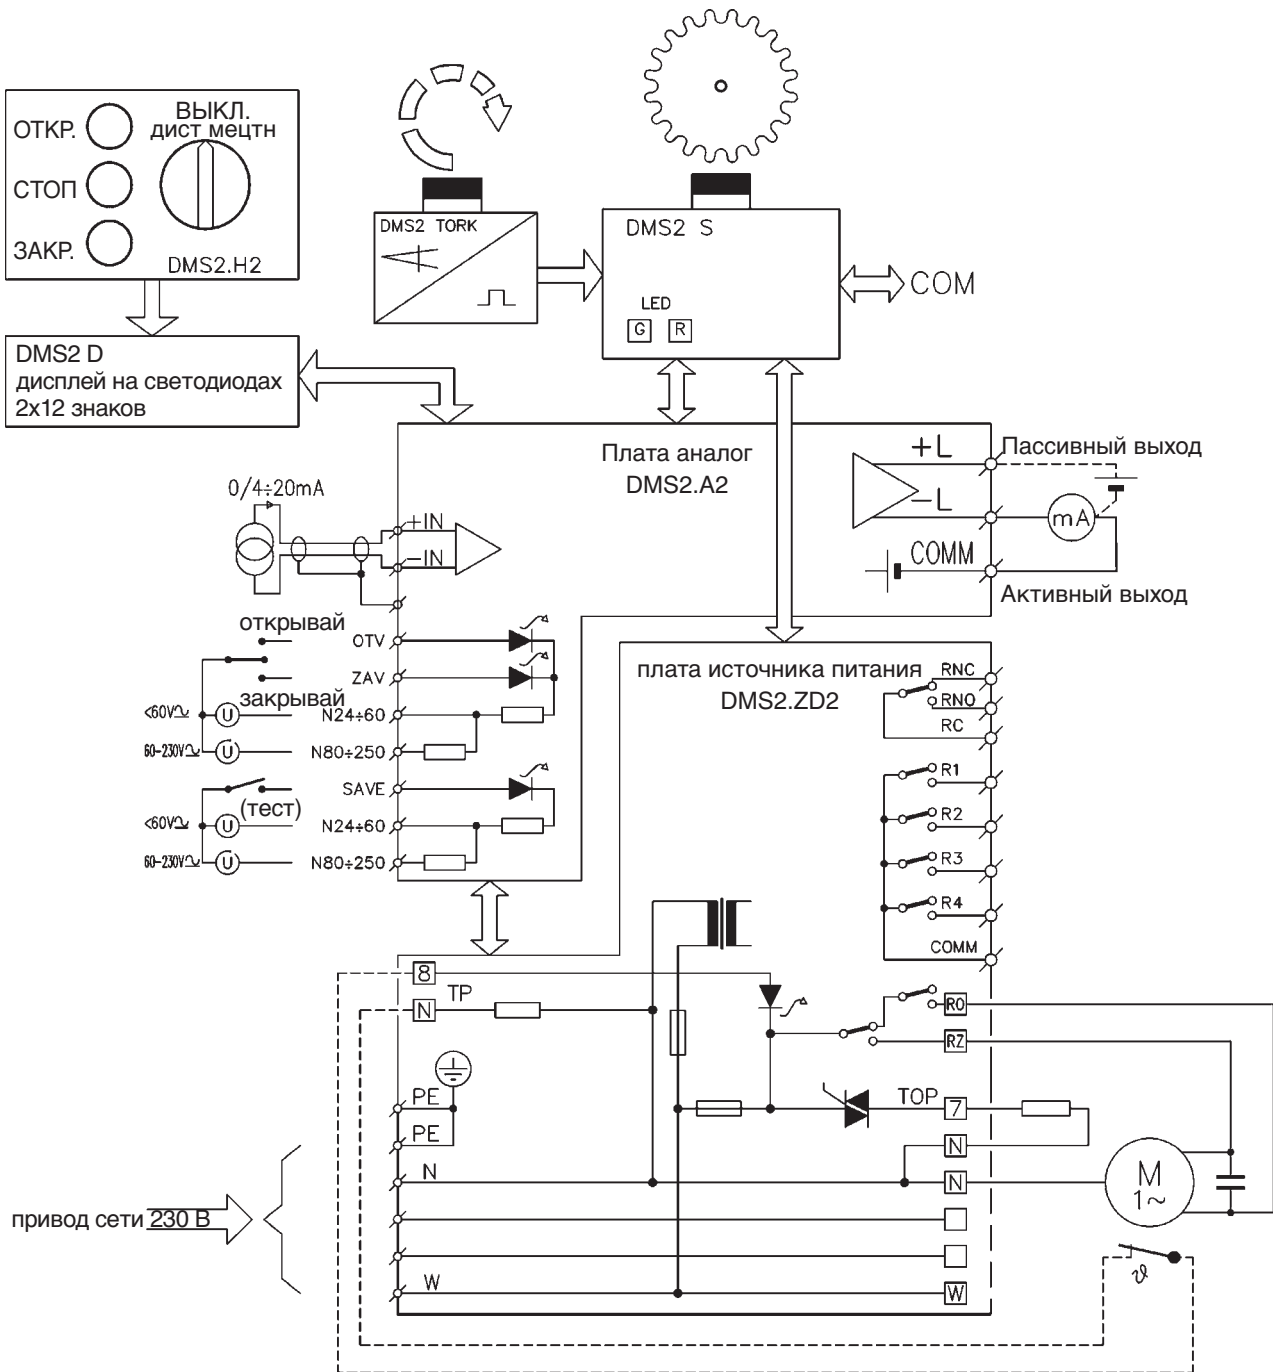 ОТКР.
СТОП
ЗАКР.
ВЫКЛ.
дист мецтн
DMS2.H2
DMS2 D
дисплей на светодиодах
2x12 знаков
DMS2 TORK
DMS2 S
LED
G R
COM
Плата аналог
DMS2.A2
+L
-L
COMM
Пассивный выход
mA
Активный выход
0/4÷20mA
+IN
-IN
открывай
OTV
ZAV
закрывай
<60V
U
N24÷60
60-230V
U
N80÷250
SAVE
(тест)
<60V
U
N24÷60
60-230V
U
N80÷250
плата источника питания
DMS2.ZD2
RNC
RNO
RC
R1
R2
R3
R4
COMM
8
TP
N
RO
RZ
PE
PE
TOP
7
N
N
N
M
1~
привод сети 230 В
W
W
ϑ